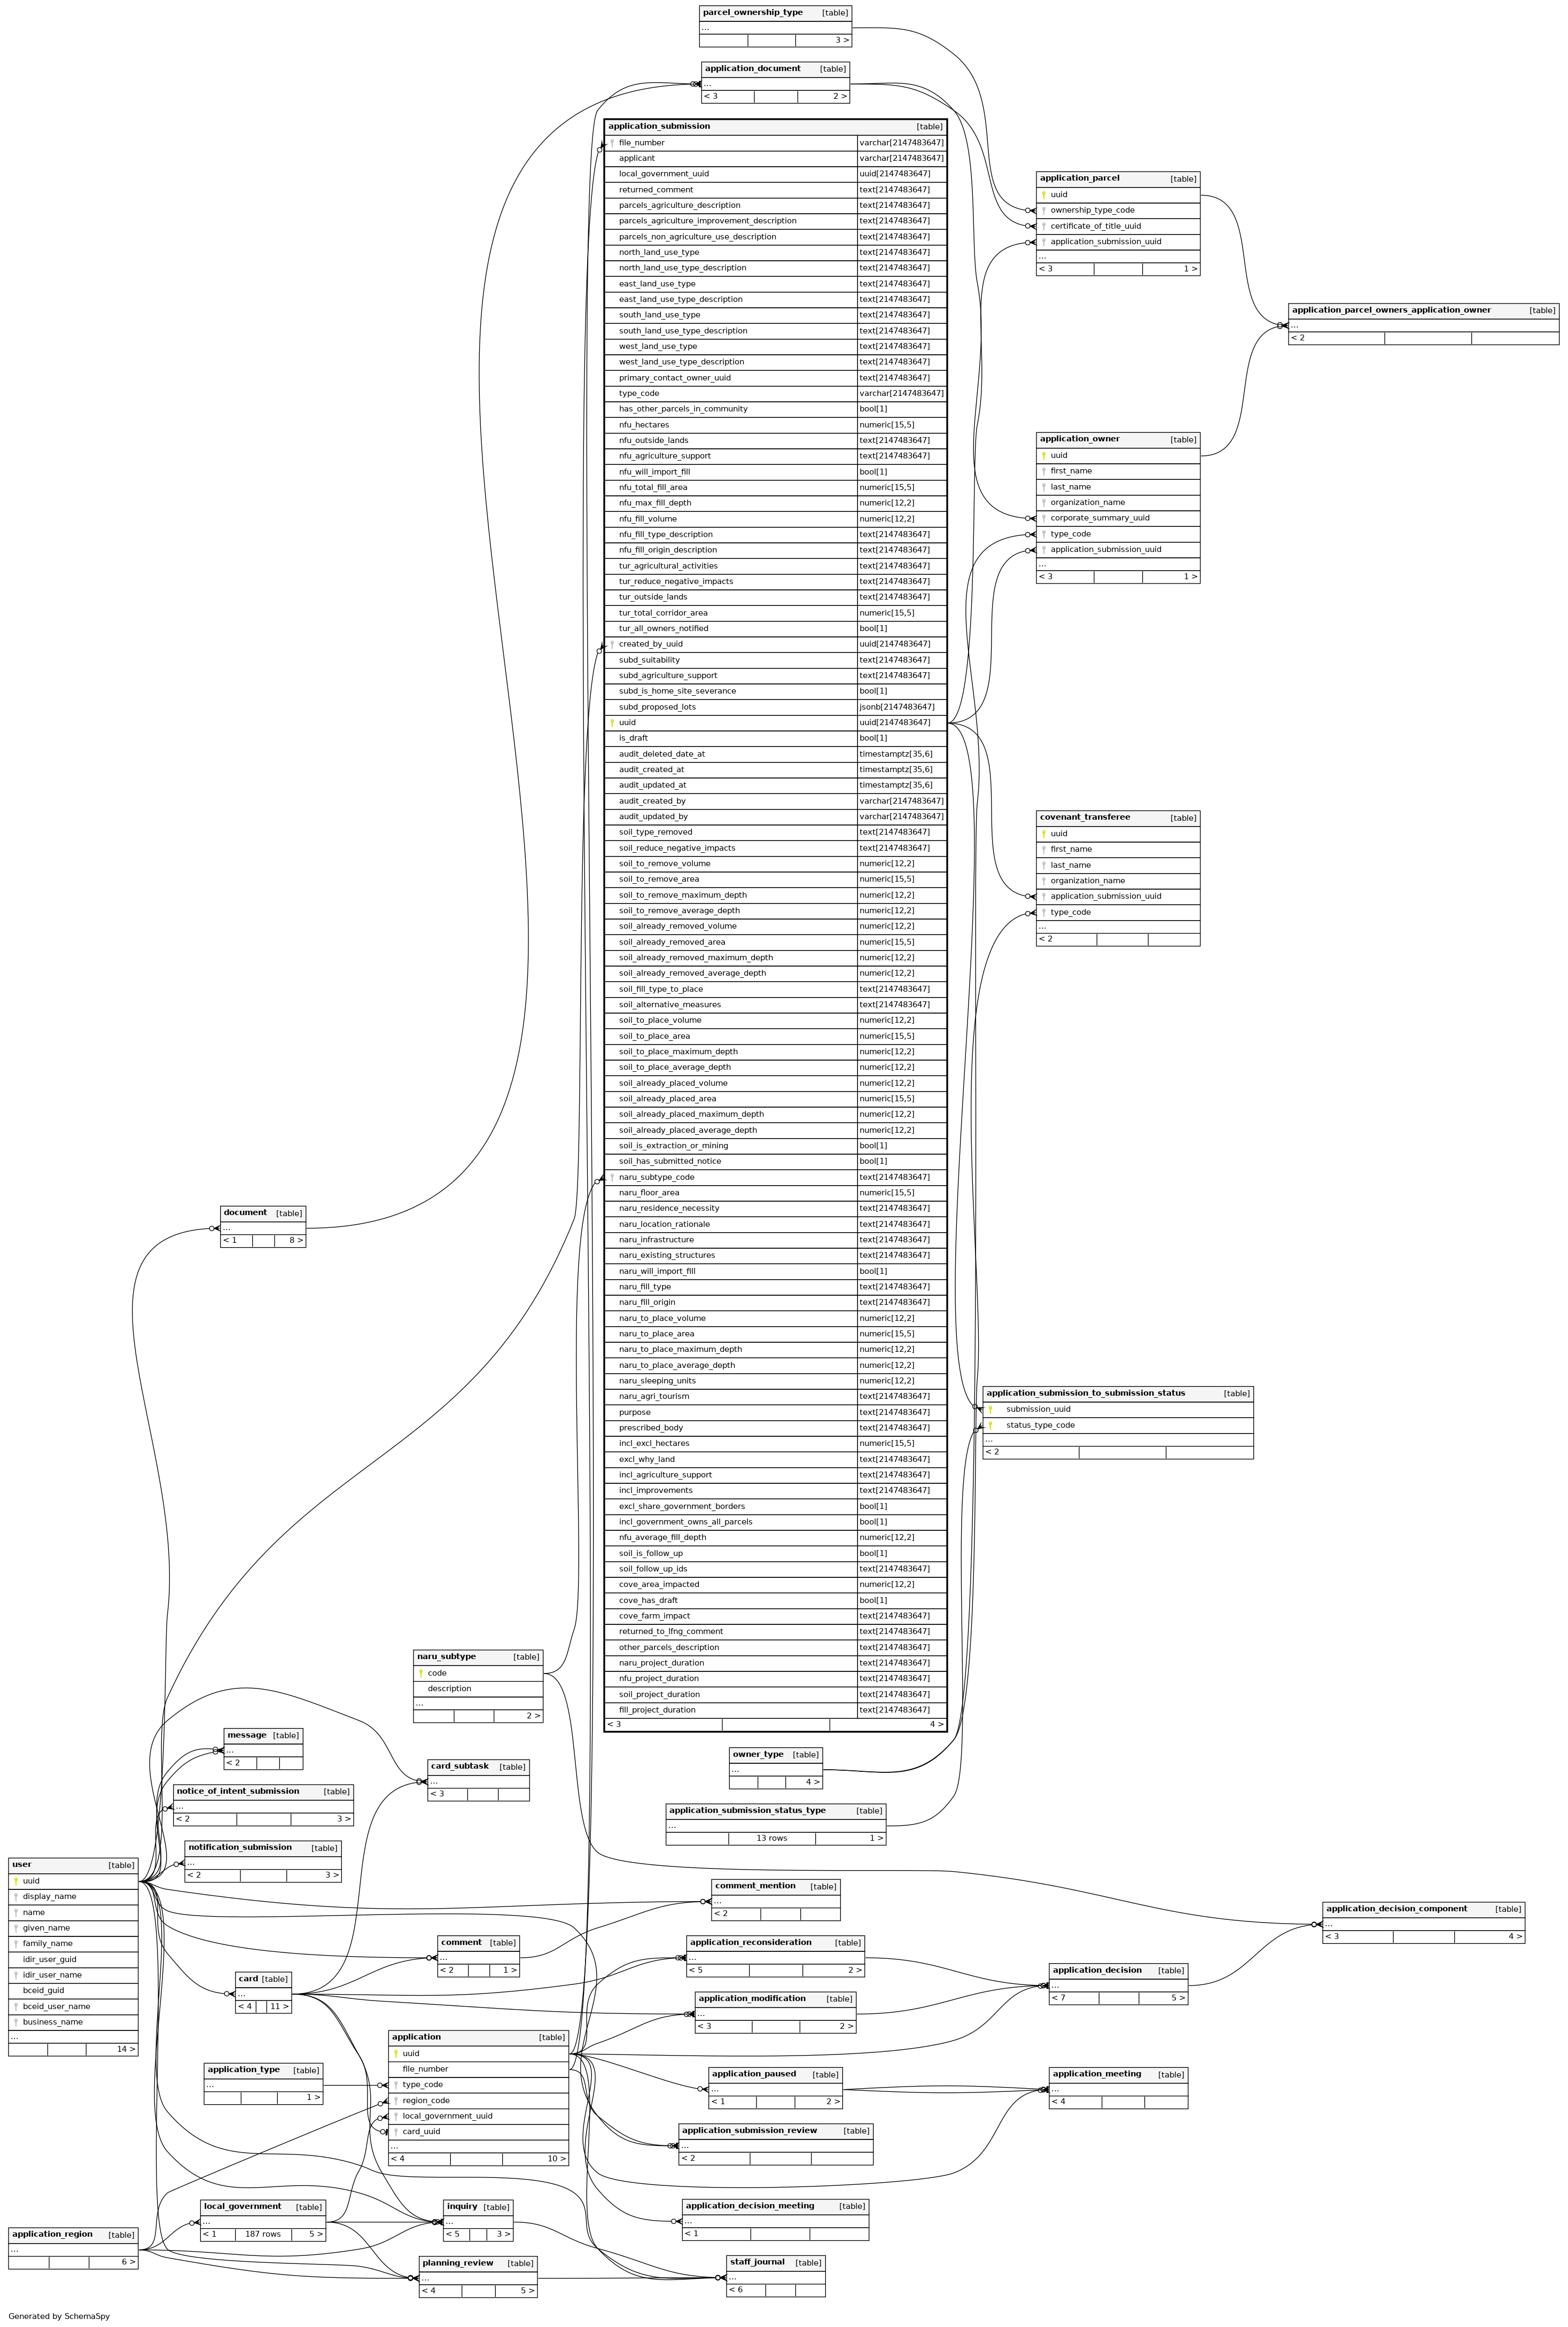 parcel_ownership_type [table]
...
3 >
application_document [table]
...
< 3 2 >
application_submission [table]
file_number varchar[2147483647]
applicant varchar[2147483647]
local_government_uuid uuid[2147483647]
returned_comment text[2147483647]
parcels_agriculture_description text[2147483647]
parcels_agriculture_improvement_description text[2147483647]
parcels_non_agriculture_use_description text[2147483647]
north_land_use_type text[2147483647]
north_land_use_type_description text[2147483647]
east_land_use_type text[2147483647]
east_land_use_type_description text[2147483647]
south_land_use_type text[2147483647]
south_land_use_type_description text[2147483647]
west_land_use_type text[2147483647]
west_land_use_type_description text[2147483647]
primary_contact_owner_uuid text[2147483647]
type_code varchar[2147483647]
has_other_parcels_in_community bool[1]
nfu_hectares numeric[15,5]
nfu_outside_lands text[2147483647]
nfu_agriculture_support text[2147483647]
nfu_will_import_fill bool[1]
nfu_total_fill_area numeric[15,5]
nfu_max_fill_depth numeric[12,2]
nfu_fill_volume numeric[12,2]
nfu_fill_type_description text[2147483647]
nfu_fill_origin_description text[2147483647]
tur_agricultural_activities text[2147483647]
tur_reduce_negative_impacts text[2147483647]
tur_outside_lands text[2147483647]
tur_total_corridor_area numeric[15,5]
tur_all_owners_notified bool[1]
created_by_uuid uuid[2147483647]
subd_suitability text[2147483647]
subd_agriculture_support text[2147483647]
subd_is_home_site_severance bool[1]
subd_proposed_lots jsonb[2147483647]
uuid uuid[2147483647]
is_draft bool[1]
audit_deleted_date_at timestamptz[35,6]
audit_created_at timestamptz[35,6]
audit_updated_at timestamptz[35,6]
audit_created_by varchar[2147483647]
audit_updated_by varchar[2147483647]
soil_type_removed text[2147483647]
soil_reduce_negative_impacts text[2147483647]
soil_to_remove_volume numeric[12,2]
soil_to_remove_area numeric[15,5]
soil_to_remove_maximum_depth numeric[12,2]
soil_to_remove_average_depth numeric[12,2]
soil_already_removed_volume numeric[12,2]
soil_already_removed_area numeric[15,5]
soil_already_removed_maximum_depth numeric[12,2]
soil_already_removed_average_depth numeric[12,2]
soil_fill_type_to_place text[2147483647]
soil_alternative_measures text[2147483647]
soil_to_place_volume numeric[12,2]
soil_to_place_area numeric[15,5]
soil_to_place_maximum_depth numeric[12,2]
soil_to_place_average_depth numeric[12,2]
soil_already_placed_volume numeric[12,2]
soil_already_placed_area numeric[15,5]
soil_already_placed_maximum_depth numeric[12,2]
soil_already_placed_average_depth numeric[12,2]
soil_is_extraction_or_mining bool[1]
soil_has_submitted_notice bool[1]
naru_subtype_code text[2147483647]
naru_floor_area numeric[15,5]
naru_residence_necessity text[2147483647]
naru_location_rationale text[2147483647]
naru_infrastructure text[2147483647]
naru_existing_structures text[2147483647]
naru_will_import_fill bool[1]
naru_fill_type text[2147483647]
naru_fill_origin text[2147483647]
naru_to_place_volume numeric[12,2]
naru_to_place_area numeric[15,5]
naru_to_place_maximum_depth numeric[12,2]
naru_to_place_average_depth numeric[12,2]
naru_sleeping_units numeric[12,2]
naru_agri_tourism text[2147483647]
purpose text[2147483647]
prescribed_body text[2147483647]
incl_excl_hectares numeric[15,5]
excl_why_land text[2147483647]
incl_agriculture_support text[2147483647]
incl_improvements text[2147483647]
excl_share_government_borders bool[1]
incl_government_owns_all_parcels bool[1]
nfu_average_fill_depth numeric[12,2]
soil_is_follow_up bool[1]
soil_follow_up_ids text[2147483647]
cove_area_impacted numeric[12,2]
cove_has_draft bool[1]
cove_farm_impact text[2147483647]
returned_to_lfng_comment text[2147483647]
other_parcels_description text[2147483647]
naru_project_duration text[2147483647]
nfu_project_duration text[2147483647]
soil_project_duration text[2147483647]
fill_project_duration text[2147483647]
< 3 4 >
application_parcel [table]
uuid
ownership_type_code
certificate_of_title_uuid
application_submission_uuid
...
< 3 1 >
application_parcel_owners_application_owner [table]
...
< 2
application_owner [table]
uuid
first_name
last_name
organization_name
corporate_summary_uuid
type_code
application_submission_uuid
...
< 3 1 >
covenant_transferee [table]
uuid
first_name
last_name
organization_name
application_submission_uuid
type_code
...
< 2
document [table]
...
< 1 8 >
application_submission_to_submission_status [table]
submission_uuid
status_type_code
...
< 2
naru_subtype [table]
code
description
...
2 >
message [table]
...
< 2
card_subtask [table]
...
< 3
owner_type [table]
...
4 >
notice_of_intent_submission [table]
...
< 2 3 >
application_submission_status_type [table]
...
13 rows 1 >
notification_submission [table]
...
< 2 3 >
user [table]
uuid
display_name
name
given_name
family_name
idir_user_guid
idir_user_name
bceid_guid
bceid_user_name
business_name
...
14 >
comment_mention [table]
...
< 2
application_decision_component [table]
...
< 3 4 >
comment [table]
...
< 2 1 >
application_reconsideration [table]
...
< 5 2 >
card [table]
...
< 4 11 >
application_decision [table]
...
< 7 5 >
application_modification [table]
...
< 3 2 >
application [table]
uuid
file_number
type_code
region_code
local_government_uuid
card_uuid
...
< 4 10 >
application_type [table]
...
1 >
application_paused [table]
...
< 1 2 >
application_meeting [table]
...
< 4
application_submission_review [table]
...
< 2
local_government [table]
...
< 1 187 rows 5 >
inquiry [table]
...
< 5 3 >
application_decision_meeting [table]
...
< 1
application_region [table]
...
6 >
planning_review [table]
...
< 4 5 >
staff_journal [table]
...
< 6
Generated by SchemaSpy